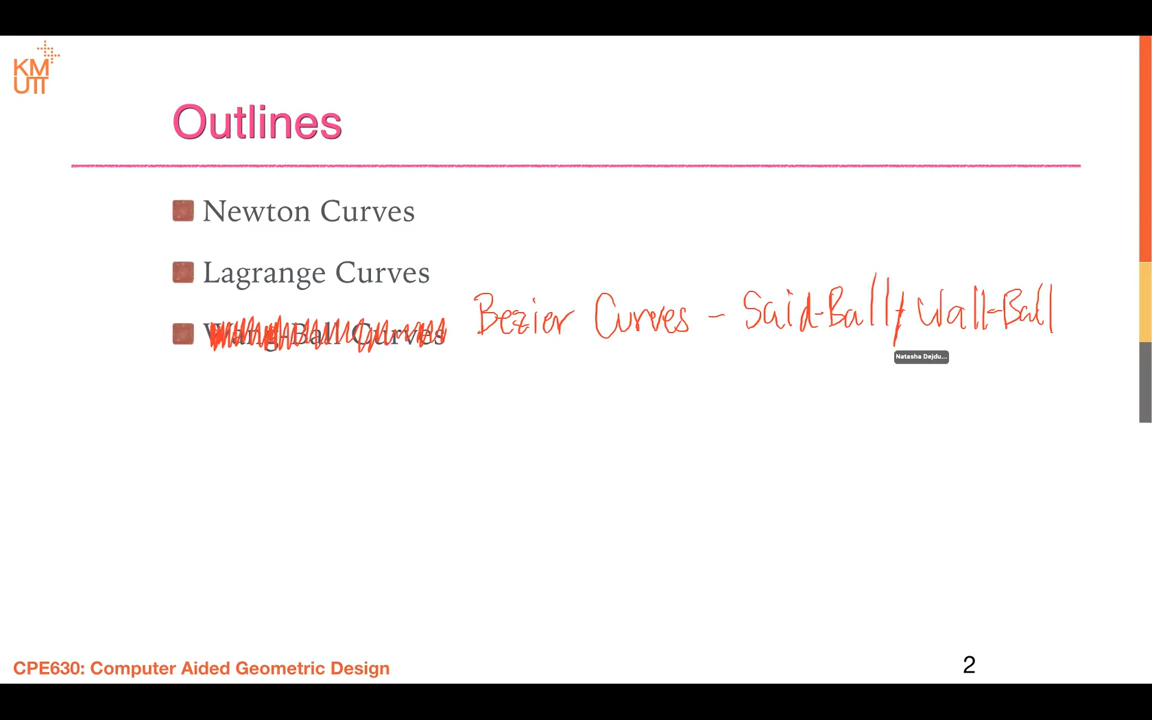 KM
UTT
Outlines
Newton Curves
Lagrange Curves
Wang-Ball Curves Bezier Curves - Said-Ball / Wall-Ball
Natasha Dejdu...
CPE630: Computer Aided Geometric Design
2